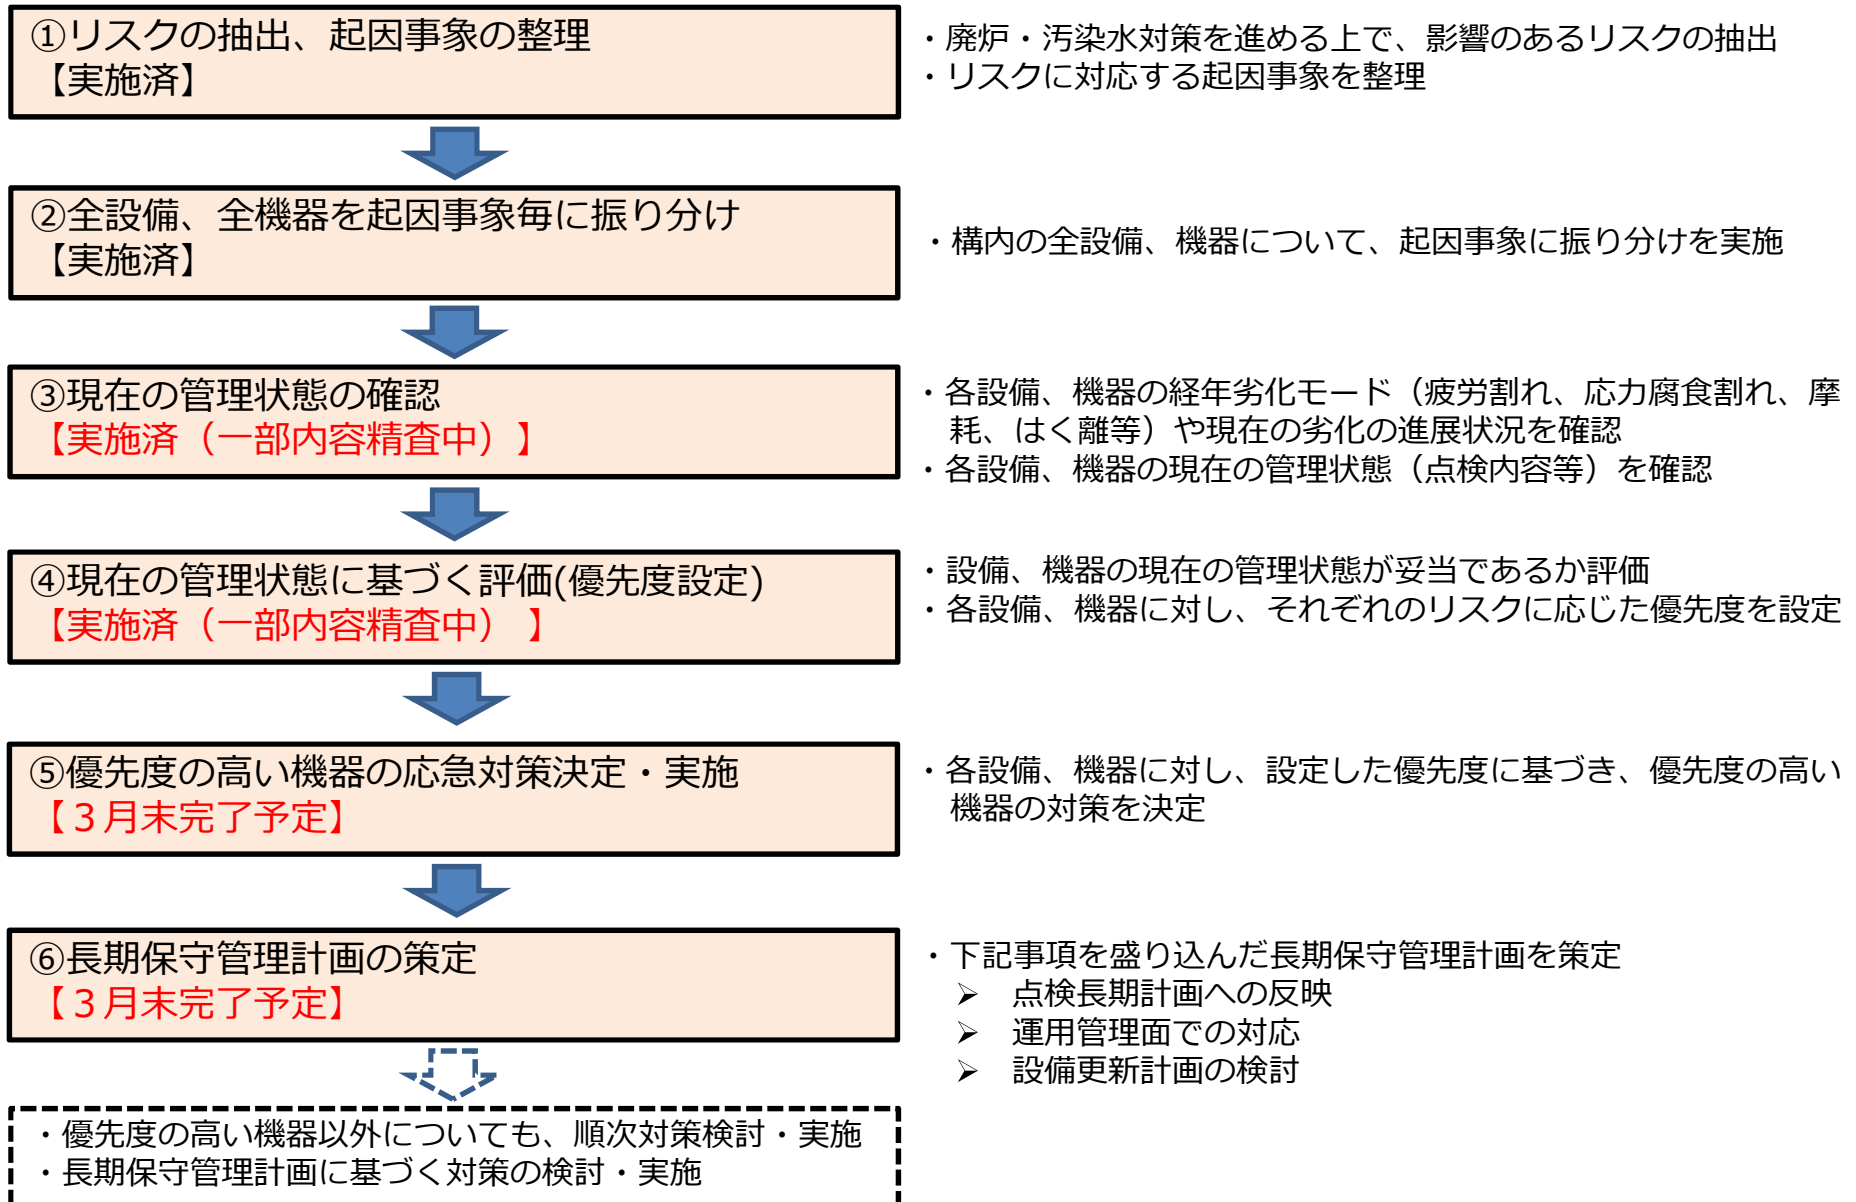 ①リスクの抽出、起因事象の整理
【実施済】
・廃炉・汚染水対策を進める上で、影響のあるリスクの抽出
・リスクに対応する起因事象を整理
②全設備、全機器を起因事象毎に振り分け
【実施済】
・構内の全設備、機器について、起因事象に振り分けを実施
③現在の管理状態の確認
【実施済（一部内容精査中）】
・各設備、機器の経年劣化モード（疲労割れ、応力腐食割れ、摩
耗、はく離等）や現在の劣化の進展状況を確認
・各設備、機器の現在の管理状態（点検内容等）を確認
④現在の管理状態に基づく評価(優先度設定)
【実施済（一部内容精査中） 】
・設備、機器の現在の管理状態が妥当であるか評価
・各設備、機器に対し、それぞれのリスクに応じた優先度を設定
⑤優先度の高い機器の応急対策決定・実施
【３月末完了予定】
・各設備、機器に対し、設定した優先度に基づき、優先度の高い
機器の対策を決定
⑥長期保守管理計画の策定
【３月末完了予定】
・下記事項を盛り込んだ長期保守管理計画を策定
➢ 点検長期計画への反映
➢ 運用管理面での対応
➢ 設備更新計画の検討
・優先度の高い機器以外についても、順次対策検討・実施
・長期保守管理計画に基づく対策の検討・実施